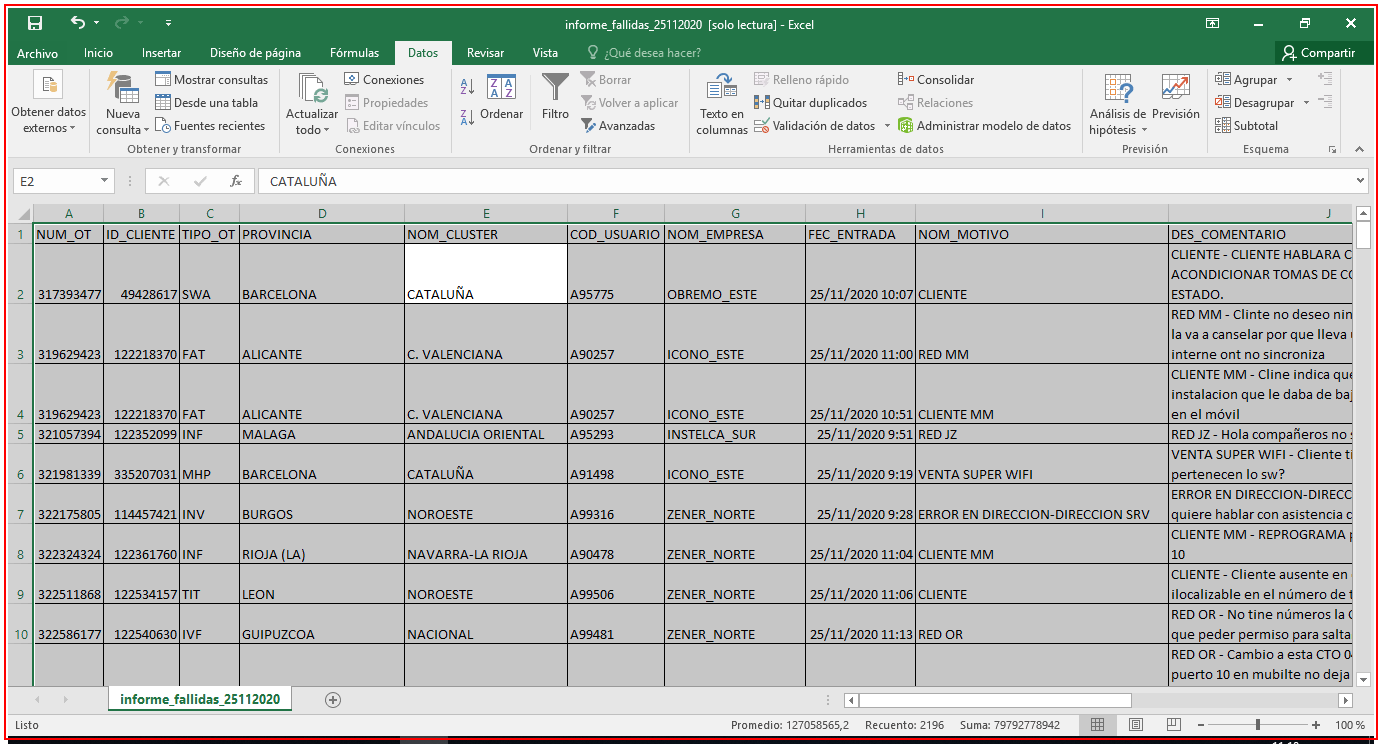 informe_fallidas_25112020 [solo lectura] - Excel
Archivo Inicio Insertar Diseño de página Fórmulas Datos Revisar Vista ¿Qué desea hacer? Compartir
Obtener datos externos
Nueva consulta
Mostrar consultas
Desde una tabla
Fuentes recientes
Obtener y transformar
Actualizar todo
Conexiones
Propiedades
Editar vínculos
Conexiones
Ordenar
Filtro
Borrar
Volver a aplicar
Avanzadas
Ordenar y filtrar
Texto en columnas
Relleno rápido
Quitar duplicados
Validación de datos
Consolidar
Relaciones
Administrar modelo de datos
Herramientas de datos
Análisis de hipótesis
Previsión
Previsión
Agrupar
Desagrupar
Subtotal
Esquema
E2 fx CATALUÑA
A B C D E F G H I J
1 NUM_OT ID_CLIENTE TIPO_OT PROVINCIA NOM_CLUSTER COD_USUARIO NOM_EMPRESA FEC_ENTRADA NOM_MOTIVO DES_COMENTARIO
CLIENTE - CLIENTE HABLARA C
ACONDICIONAR TOMAS DE CO
2 317393477 49428617 SWA BARCELONA CATALUÑA A95775 OBREMO_ESTE 25/11/2020 10:07 CLIENTE ESTADO.
RED MM - Clinte no deseo nin
la va a canselar por que lleva
3 319629423 122218370 FAT ALICANTE C. VALENCIANA A90257 ICONO_ESTE 25/11/2020 11:00 RED MM interne ont no sincroniza
CLIENTE MM - Cline indica que
instalacion que le daba de baj
4 319629423 122218370 FAT ALICANTE C. VALENCIANA A90257 ICONO_ESTE 25/11/2020 10:51 CLIENTE MM en el móvil
5 321057394 122352099 INF MALAGA ANDALUCIA ORIENTAL A95293 INSTELCA_SUR 25/11/2020 9:51 RED JZ RED JZ - Hola compañeros no s
VENTA SUPER WIFI - Cliente ti
6 321981339 335207031 MHP BARCELONA CATALUÑA A91498 ICONO_ESTE 25/11/2020 9:19 VENTA SUPER WIFI pertenecen lo sw?
ERROR EN DIRECCION-DIRECC
7 322175805 114457421 INV BURGOS NOROESTE A99316 ZENER_NORTE 25/11/2020 9:28 ERROR EN DIRECCION-DIRECCION SRV quiere hablar con asistencia
CLIENTE MM - REPROGRAMA
8 322324324 122361760 INF RIOJA (LA) NAVARRA-LA RIOJA A90478 ZENER_NORTE 25/11/2020 11:04 CLIENTE MM 10
CLIENTE - Cliente ausente en
9 322511868 122534157 TIT LEON NOROESTE A99506 ZENER_NORTE 25/11/2020 11:06 CLIENTE ilocalizable en el número de t
RED OR - No tine números la
10 322586177 122540630 IVF GUIPUZCOA NACIONAL A99481 ZENER_NORTE 25/11/2020 11:13 RED OR que peder permiso para salta
RED OR - Cambio a esta CTO 04
puerto 10 en mubilte no deja
informe_fallidas_25112020
Listo Promedio: 127058565,2 Recuento: 2196 Suma: 79792778942 100 %